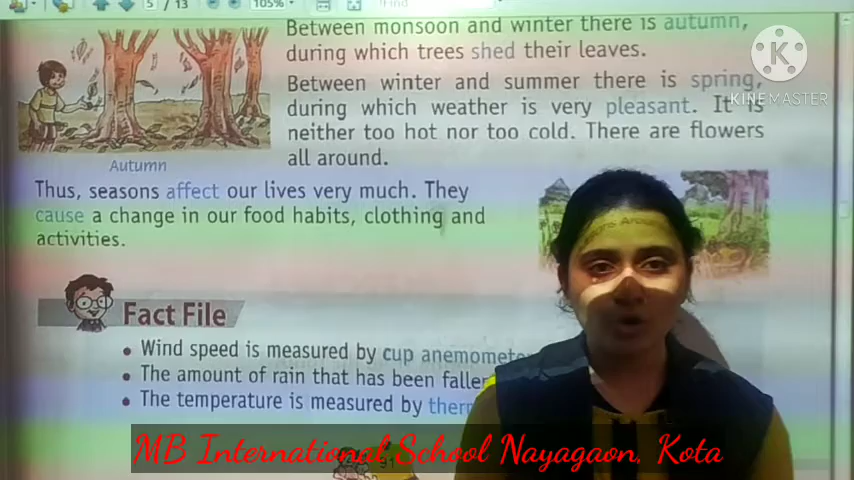 5 / 13
105%
Find
Between monsoon and winter there is autumn,
during which trees shed their leaves.
Between winter and summer there is spring,
during which weather is very pleasant. It is
neither too hot nor too cold. There are flowers
all around.
Autumn
Thus, seasons affect our lives very much. They
cause a change in our food habits, clothing and
activities.
Fact File
• Wind speed is measured by cup
• The amount of rain that has been
• The temperature is measured by
91
K
KINEMASTER
MB International School Nayagaon, Kota